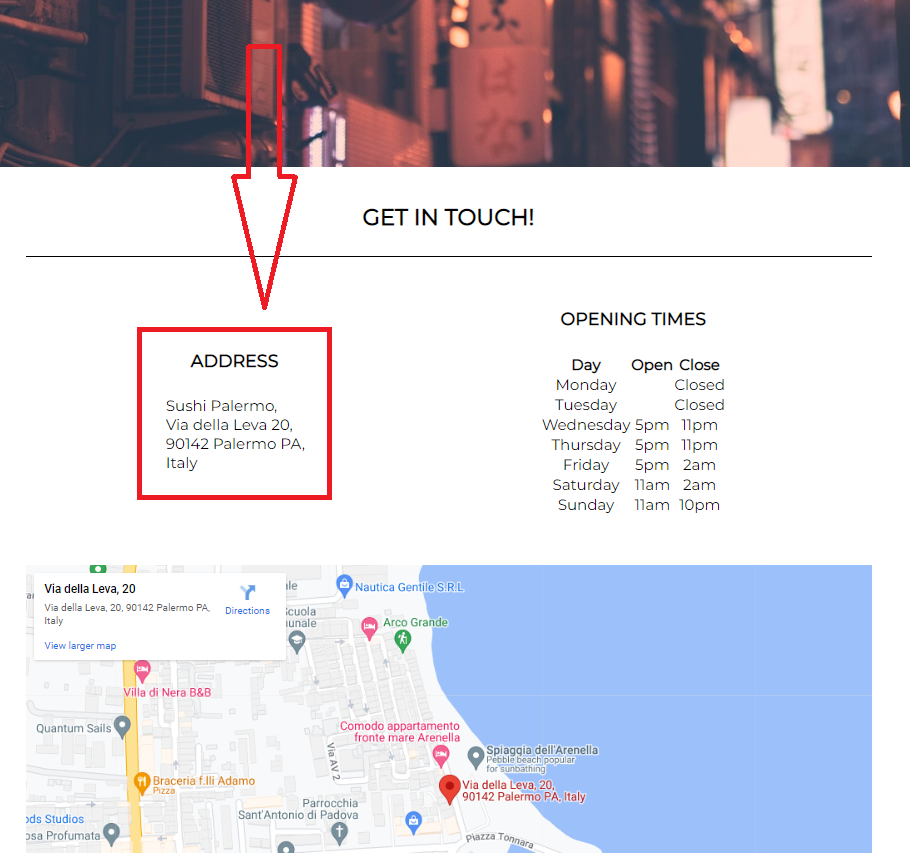 ふ
は
な
GET IN TOUCH!
ADDRESS
Sushi Palermo,
Via della Leva 20,
90142 Palermo PA,
Italy
OPENING TIMES
Day Open Close
Monday Closed
Tuesday Closed
Wednesday 5pm 11pm
Thursday 5pm 11pm
Friday 5pm 2am
Saturday 11am 2am
Sunday 11am 10pm
Via della Leva, 20
Via della Leva, 20, 90142 Palermo PA,
Italy
Directions
View larger map
Nautica Gentile S.R.L
Arco Grande
Villa di Nera B&B
Quantum Sails
Comodo appartamento
fronte mare Arenella
Via AV 2
Spiaggia dell'Arenella
Pebble beach popular
for sunbathing
Via della Leva, 20,
90142 Palermo PA, Italy
Braceria f.lli Adamo
Pizza
Parrocchia
Sant'Antonio di Padova
Studios
Profumata
Piazza Tonnara